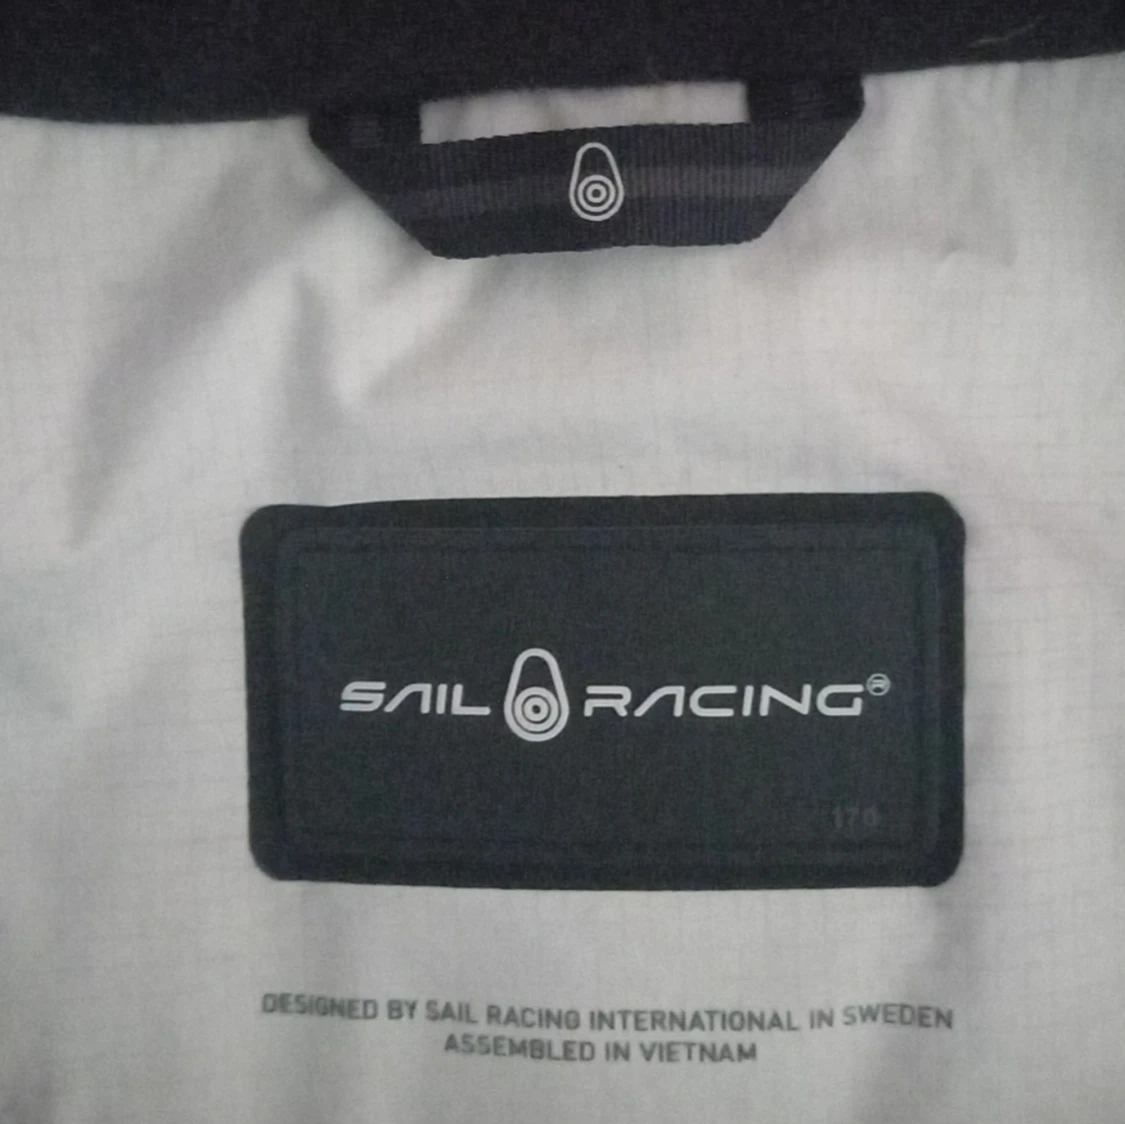 SAIL RACING®
170
DESIGNED BY SAIL RACING INTERNATIONAL IN SWEDEN
ASSEMBLED IN VIETNAM